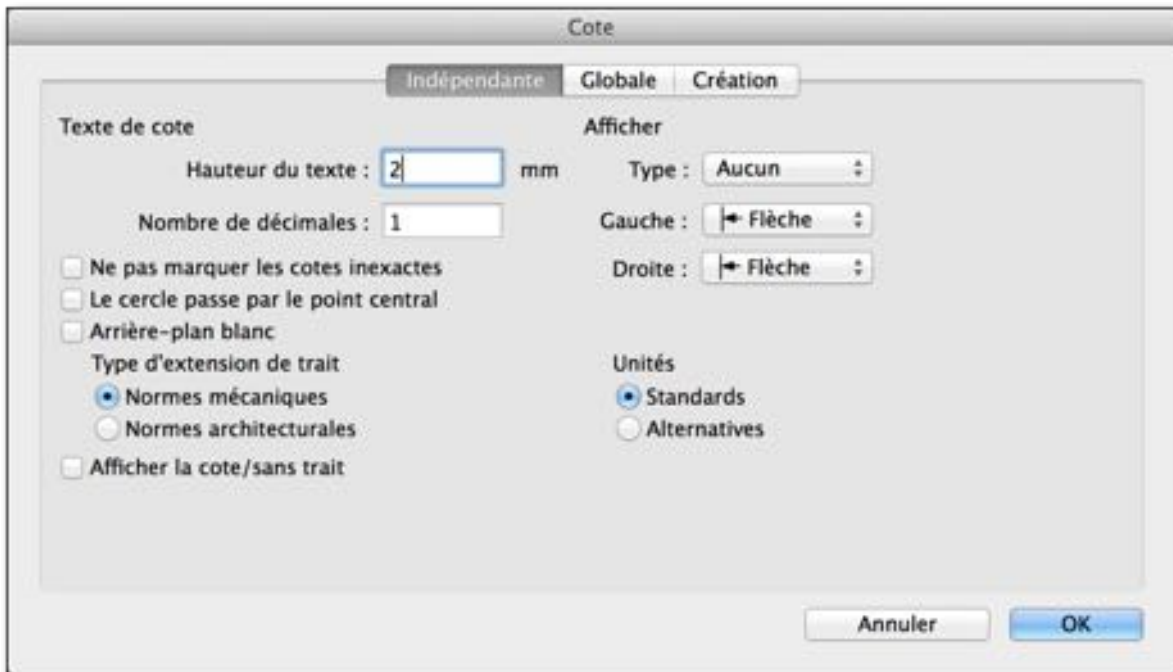 Cote
Indépendante Globale Création
Texte de cote
Hauteur du texte : 2 mm
Nombre de décimales : 1
Ne pas marquer les cotes inexactes
Le cercle passe par le point central
Arrière-plan blanc
Type d'extension de trait
Normes mécaniques
Normes architecturales
Afficher la cote/sans trait
Afficher
Type : Aucun
Gauche : Flèche
Droite : Flèche
Unités
Standards
Alternatives
Annuler OK